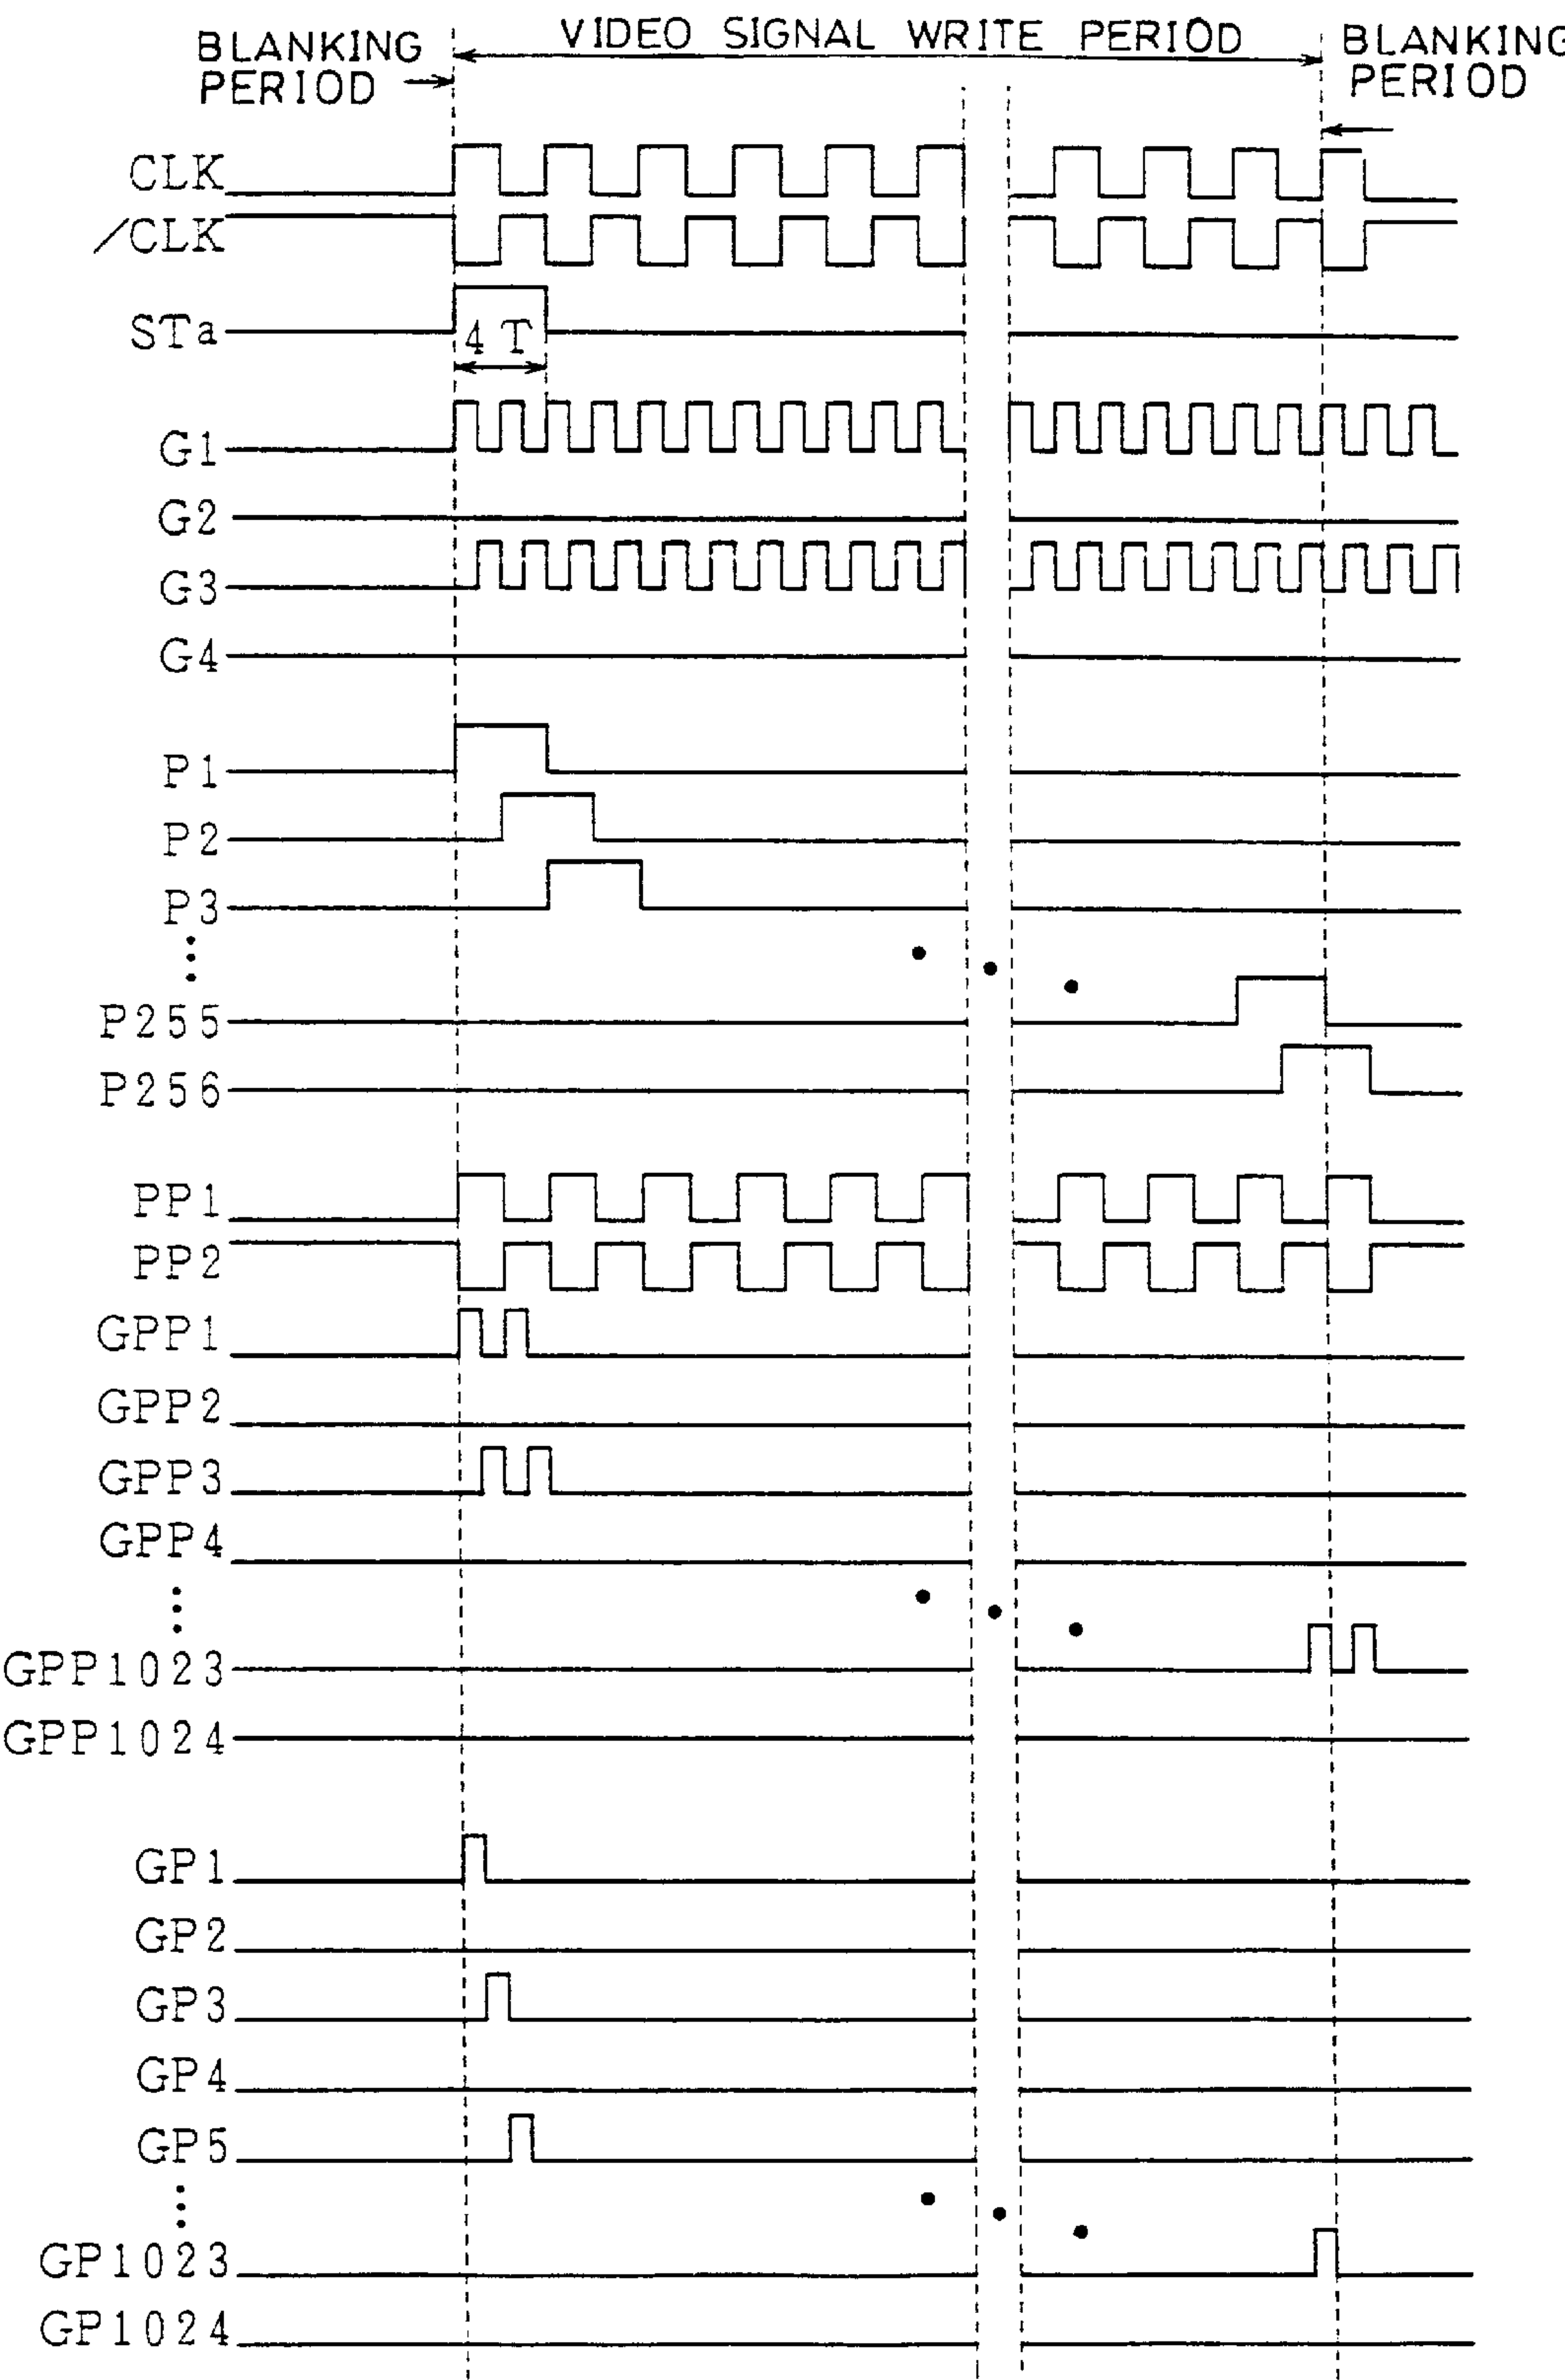 BLANKING PERIOD
VIDEO SIGNAL WRITE PERIOD
BLANKING PERIOD
CLK
/CLK
STa
4 T
G1
G2
G3
G4
P1
P2
P3
P255
P256
PP1
PP2
GPP1
GPP2
GPP3
GPP4
GPP1023
GPP1024
GP1
GP2
GP3
GP4
GP5
GP1023
GP1024